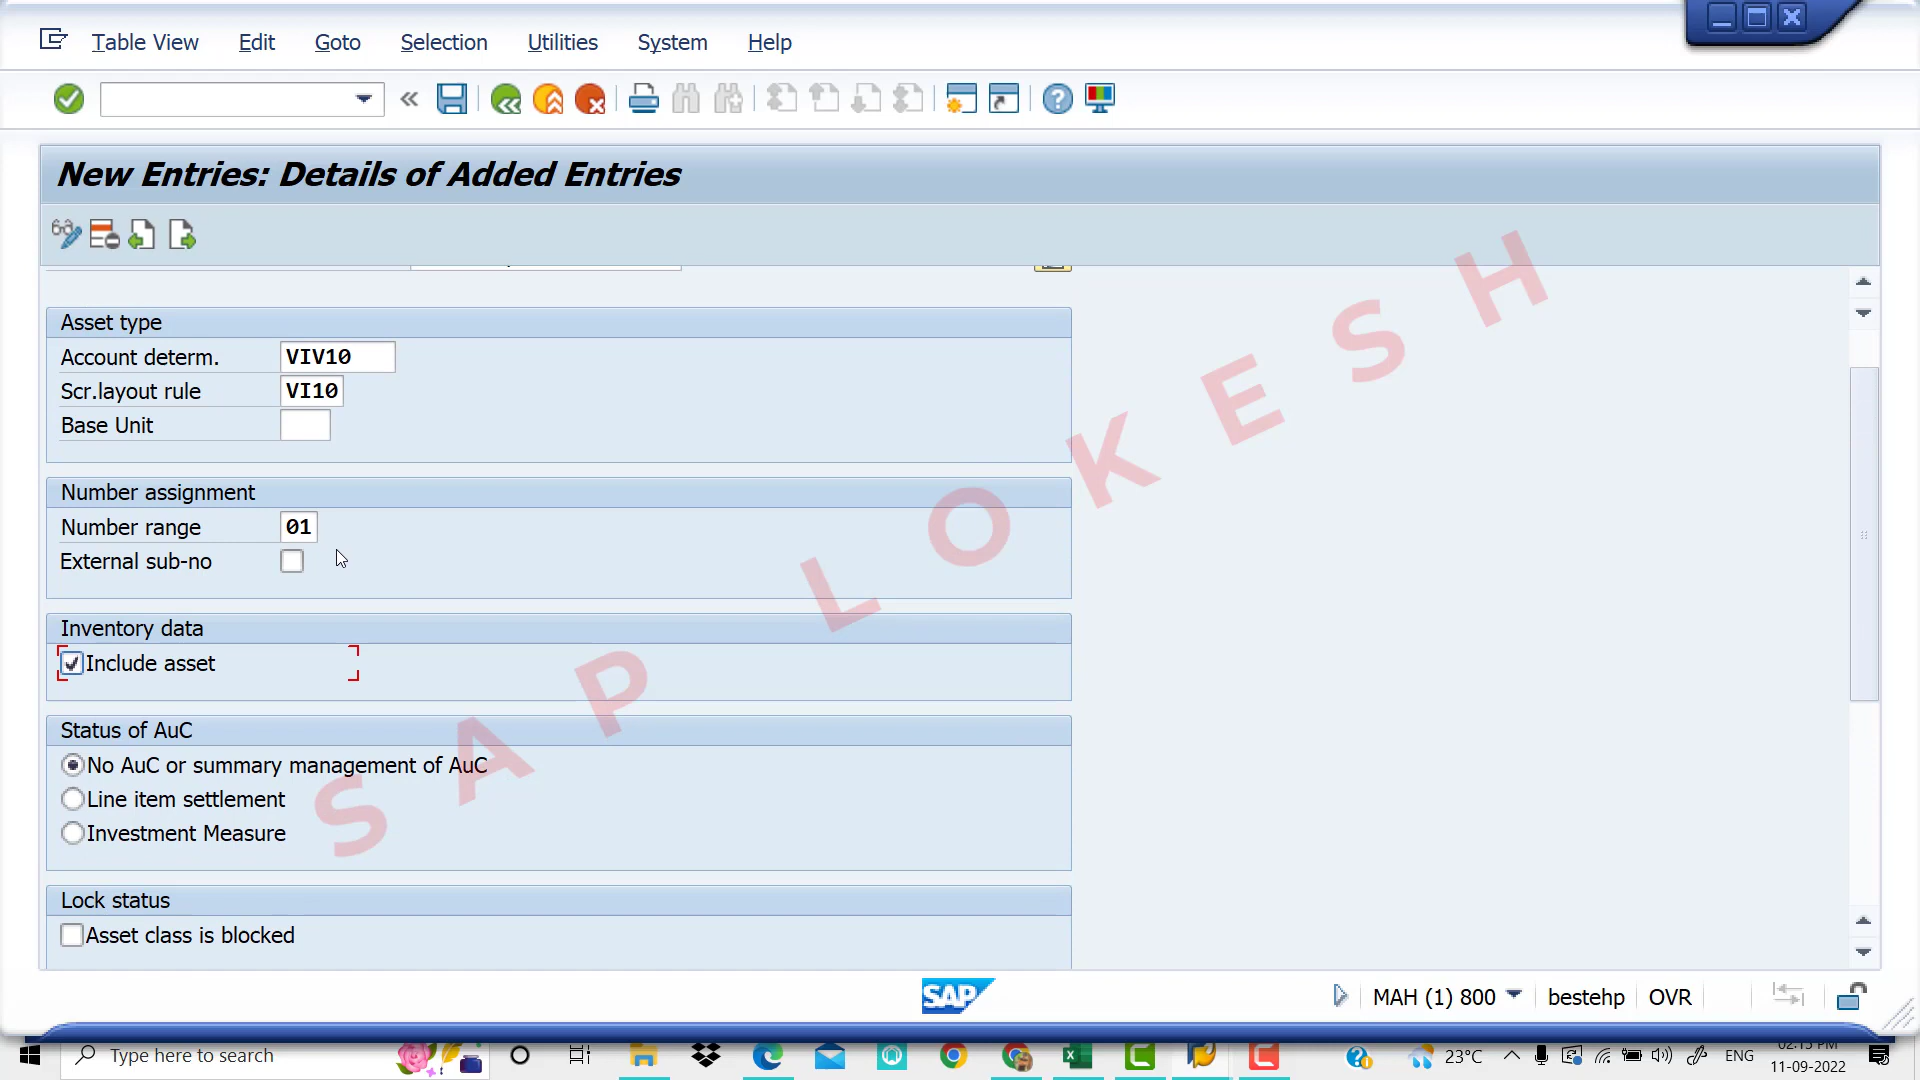 Table View Edit Goto Selection Utilities System Help
New Entries: Details of Added Entries
Asset type
Account determ. VIV10
Scr.layout rule VI10
Base Unit
Number assignment
Number range 01
External sub-no
Inventory data
Include asset
Status of AuC
No AuC or summary management of AuC
Line item settlement
Investment Measure
Lock status
Asset class is blocked
SAP LOKESH
SAP
MAH (1) 800 bestehp OVR
Type here to search
23°C
ENG
02:15 PM
11-09-2022